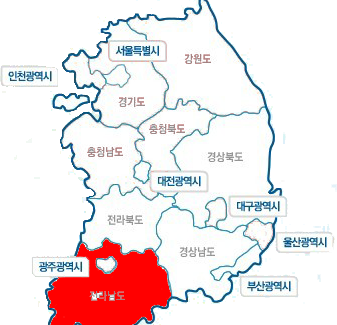 서울특별시
강원도
인천광역시
경기도
충청북도
충청남도
경상북도
대전광역시
대구광역시
전라북도
울산광역시
경상남도
광주광역시
부산광역시
전라남도